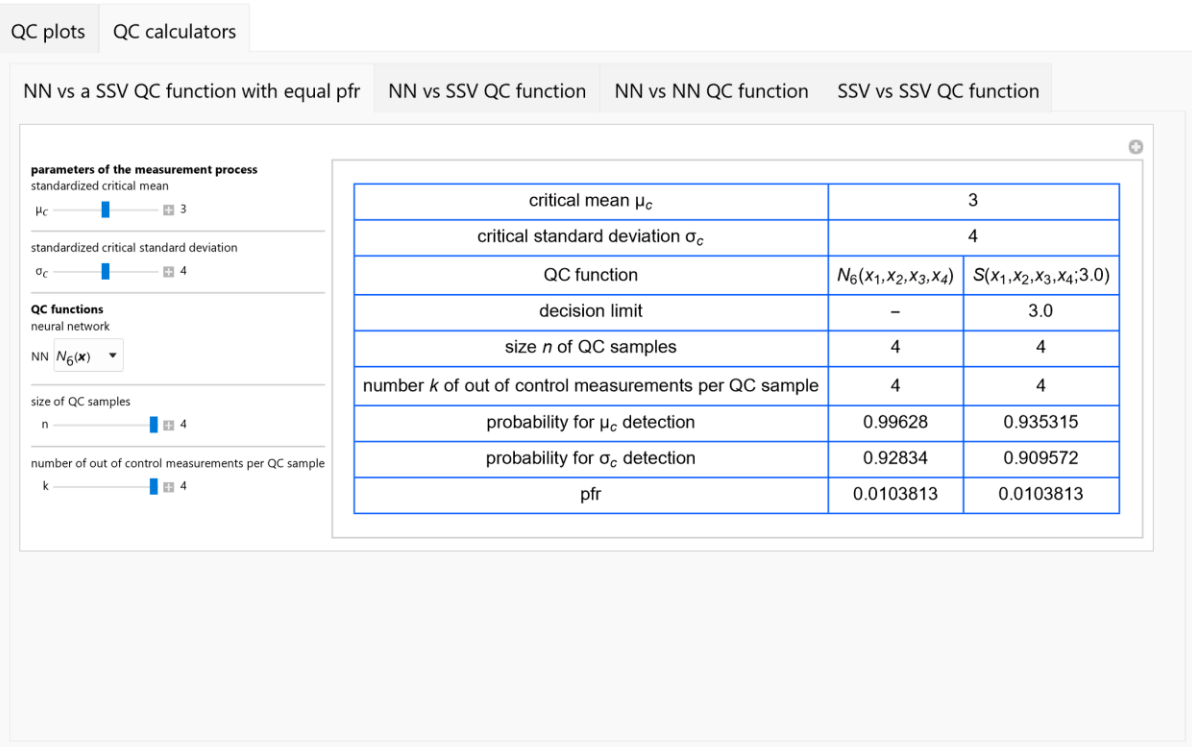 QC plots QC calculators
NN vs a SSV QC function with equal pfr NN vs SSV QC function NN vs NN QC function SSV vs SSV QC function
parameters of the measurement process
standardized critical mean
μc 3
standardized critical standard deviation
σc 4
QC functions
neural network
NN N6(x)
size of QC samples
n 4
number of out of control measurements per QC sample
k 4
critical mean μc 3
critical standard deviation σc 4
QC function N6(x1,x2,x3,x4) S(x1,x2,x3,x4;3.0)
decision limit – 3.0
size n of QC samples 4 4
number k of out of control measurements per QC sample 4 4
probability for μc detection 0.99628 0.935315
probability for σc detection 0.92834 0.909572
pfr 0.0103813 0.0103813